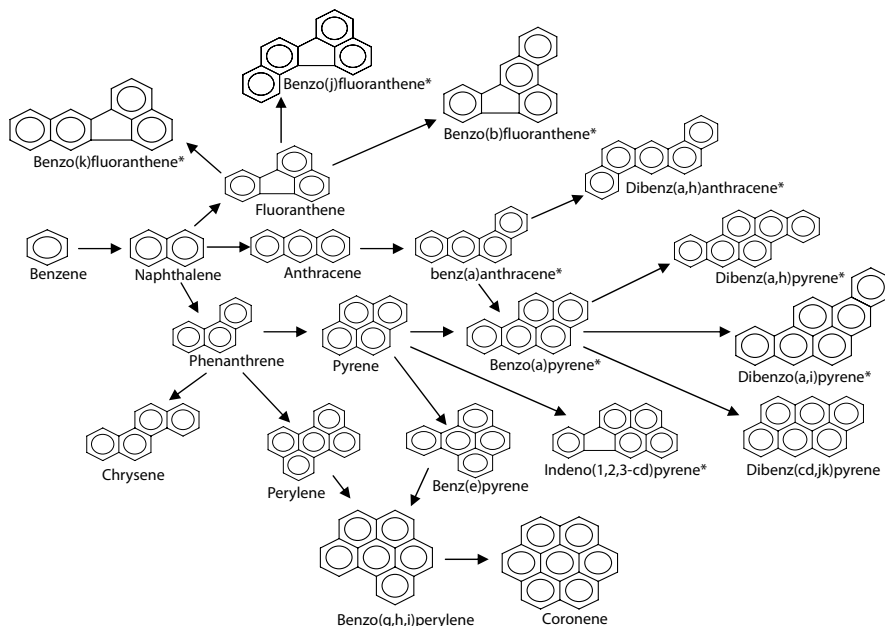 Benzo(j)fluoranthene*
Benzo(b)fluoranthene*
Benzo(k)fluoranthene*
Dibenz(a,h)anthracene*
Fluoranthene
Benzene
Naphthalene
Anthracene
benz(a)anthracene*
Dibenz(a,h)pyrene*
Phenanthrene
Pyrene
Benzo(a)pyrene*
Dibenzo(a,i)pyrene*
Chrysene
Perylene
Benz(e)pyrene
Indeno(1,2,3-cd)pyrene*
Dibenz(cd,jk)pyrene
Benzo(g,h,i)perylene
Coronene